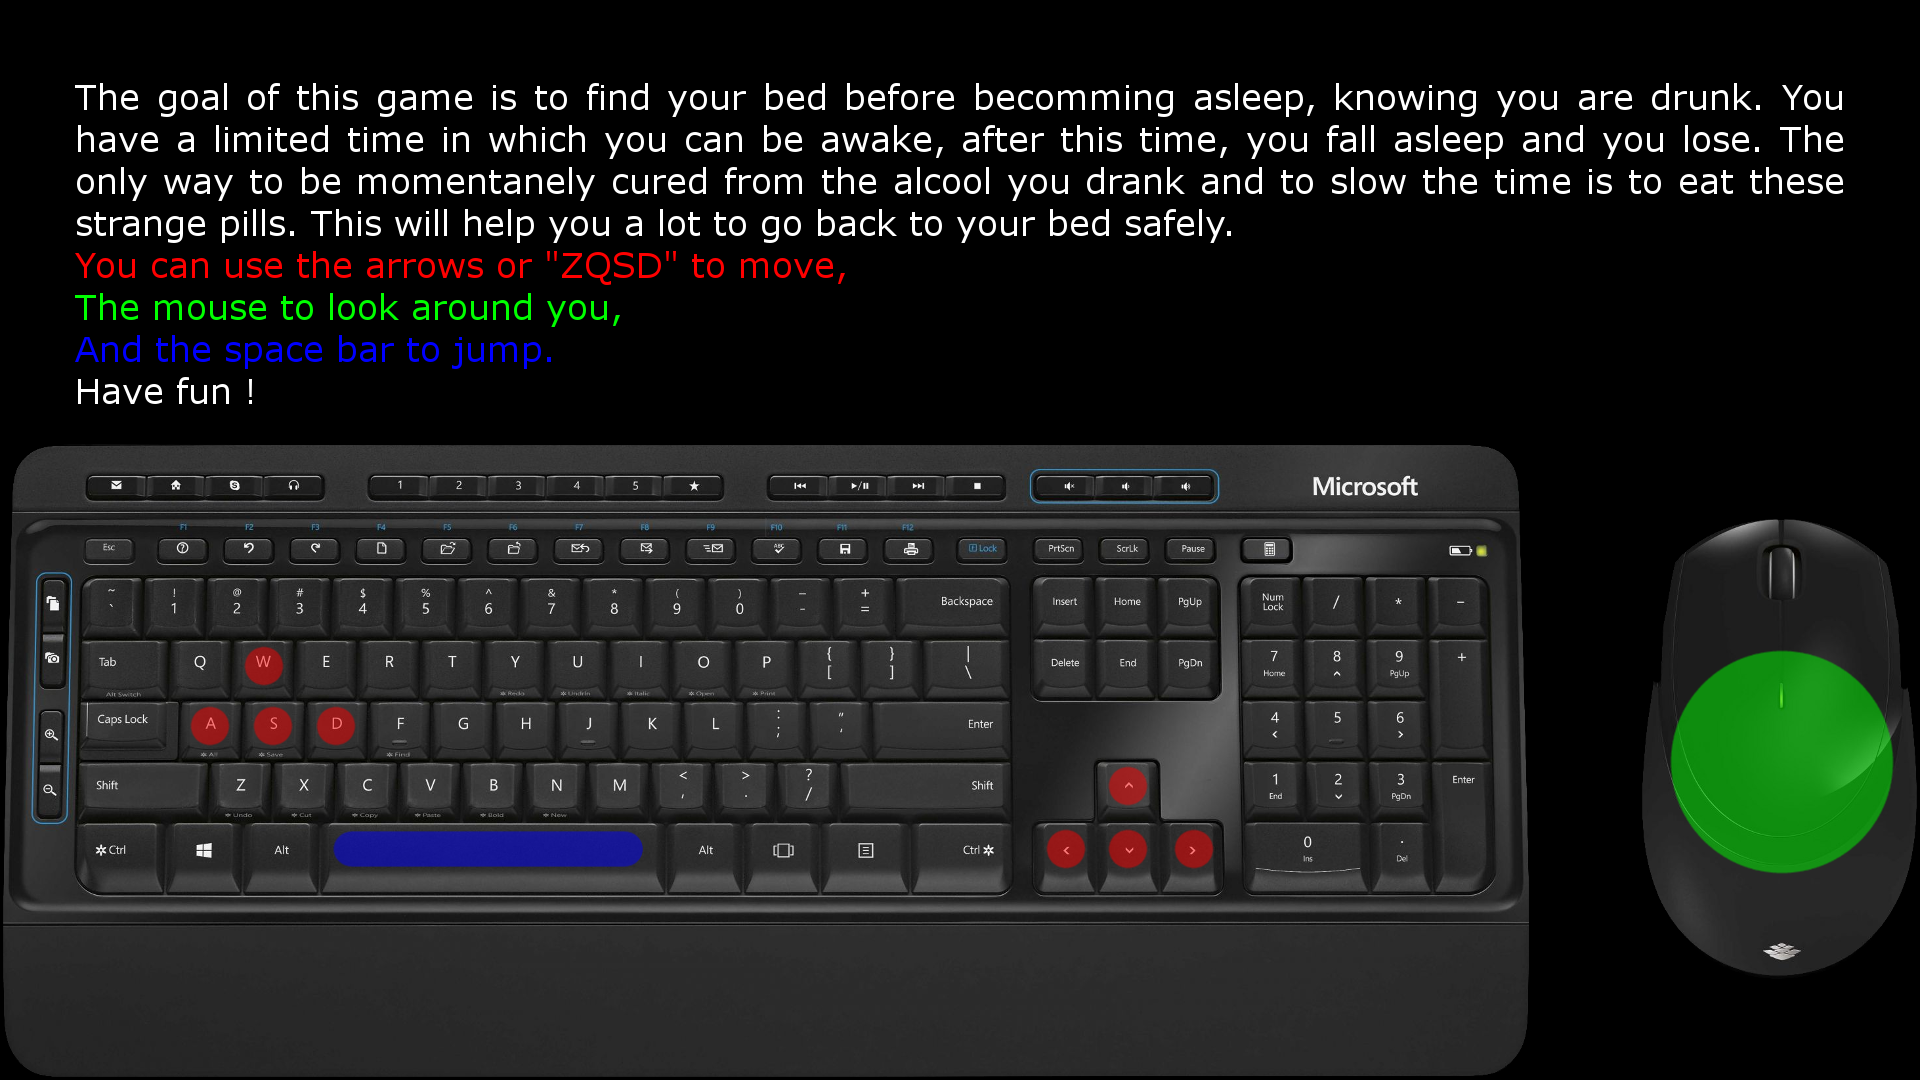 The goal of this game is to find your bed before becomming asleep, knowing you are drunk. You
have a limited time in which you can be awake, after this time, you fall asleep and you lose. The
only way to be momentanely cured from the alcool you drank and to slow the time is to eat these
strange pills. This will help you a lot to go back to your bed safely.
You can use the arrows or "ZQSD" to move,
The mouse to look around you,
And the space bar to jump.
Have fun !
1 2 3 4 5 Microsoft
F1 F2 F3 F4 F5 F6 F7 F8 F9 F10 F11 F12
Esc ABC F Lock PrtScn ScrLk Pause
~ ! @ # $ % ^ & * ( ) _ +
` 1 2 3 4 5 6 7 8 9 0 - = Backspace Insert Home PgUp Num Lock / * -
Tab Q W E R T Y U I O P { [ } ] | \ Delete End PgDn 7 Home 8 9 PgUp +
Alt Switch Redo Undrln Italic Open Print
Caps Lock A S D F G H J K L : ; " ' Enter 4 5 6
All Save Find
Shift Z X C V B N M < , > . ? / Shift 1 End 2 3 PgDn Enter
Undo Cut Copy Paste Bold New
Ctrl Alt Alt Ctrl 0 Ins . Del